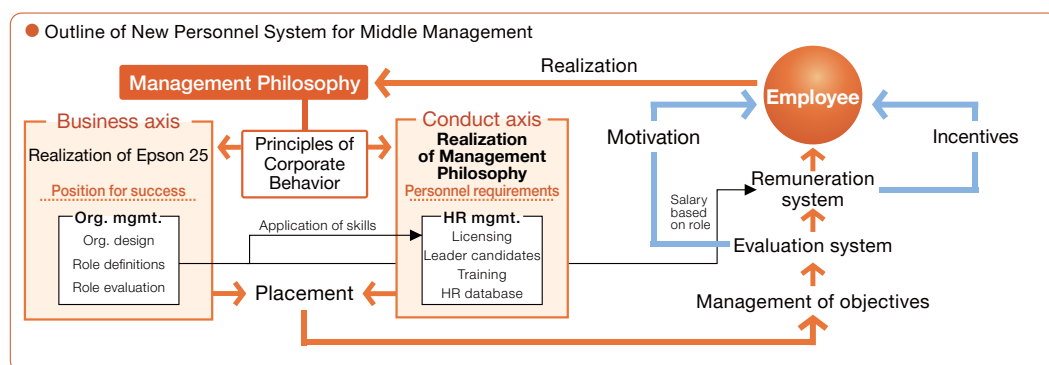 Outline of New Personnel System for Middle Management
Management Philosophy
Realization
Employee
Business axis
Realization of Epson 25
Position for success
Org. mgmt.
Org. design
Role definitions
Role evaluation
Principles of
Corporate
Behavior
Application of skills
Placement
Conduct axis
Realization
of Management
Philosophy
Personnel requirements
HR mgmt.
Licensing
Leader candidates
Training
HR database
Motivation
Incentives
Salary
based
on role
Remuneration
system
Evaluation system
Management of objectives